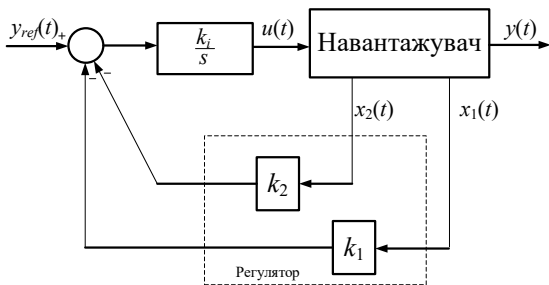 y_ref(t) + k_i/s u(t) Навантажувач y(t)
− −
x_2(t) x_1(t)
k_2
k_1
Регулятор